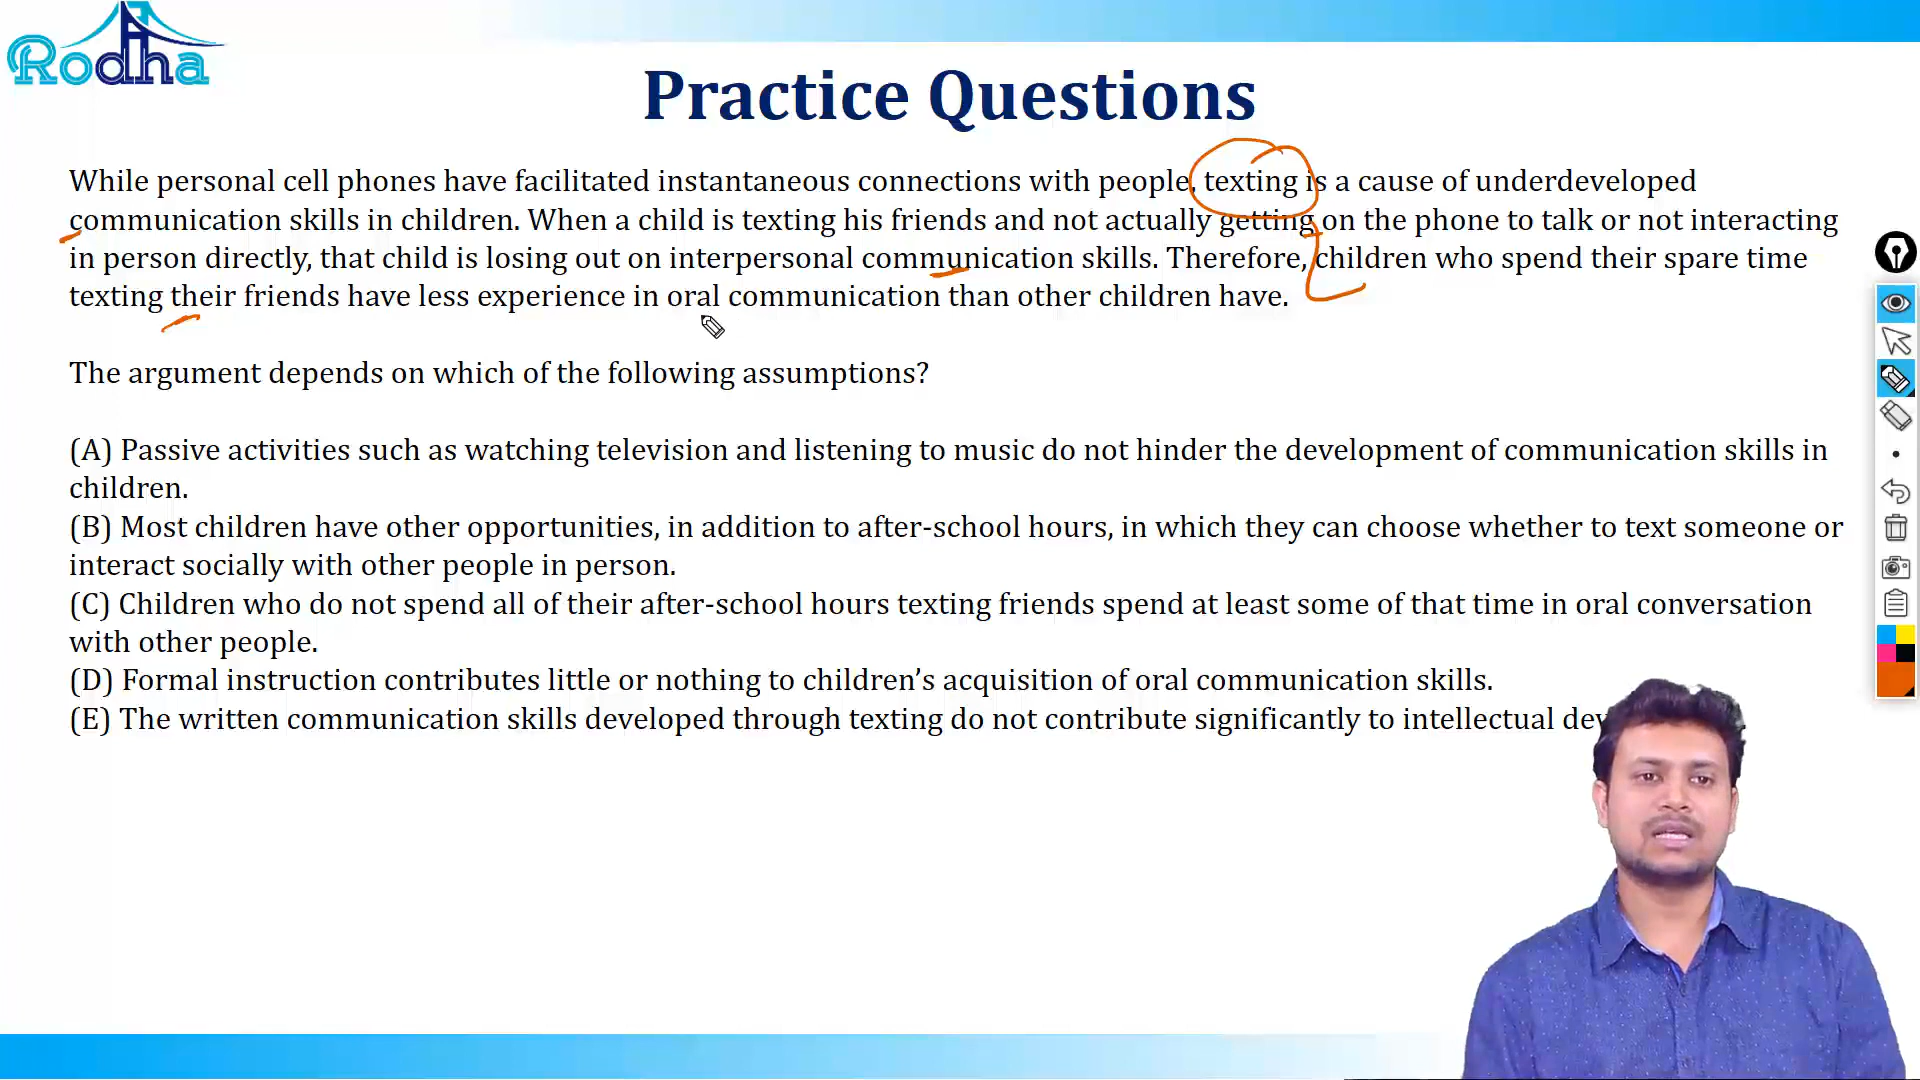 Rodha
Practice Questions
While personal cell phones have facilitated instantaneous connections with people, texting is a cause of underdeveloped
communication skills in children. When a child is texting his friends and not actually getting on the phone to talk or not interacting
in person directly, that child is losing out on interpersonal communication skills. Therefore, children who spend their spare time
texting their friends have less experience in oral communication than other children have.
The argument depends on which of the following assumptions?
(A) Passive activities such as watching television and listening to music do not hinder the development of communication skills in
children.
(B) Most children have other opportunities, in addition to after-school hours, in which they can choose whether to text someone or
interact socially with other people in person.
(C) Children who do not spend all of their after-school hours texting friends spend at least some of that time in oral conversation
with other people.
(D) Formal instruction contributes little or nothing to children’s acquisition of oral communication skills.
(E) The written communication skills developed through texting do not contribute significantly to intellectual